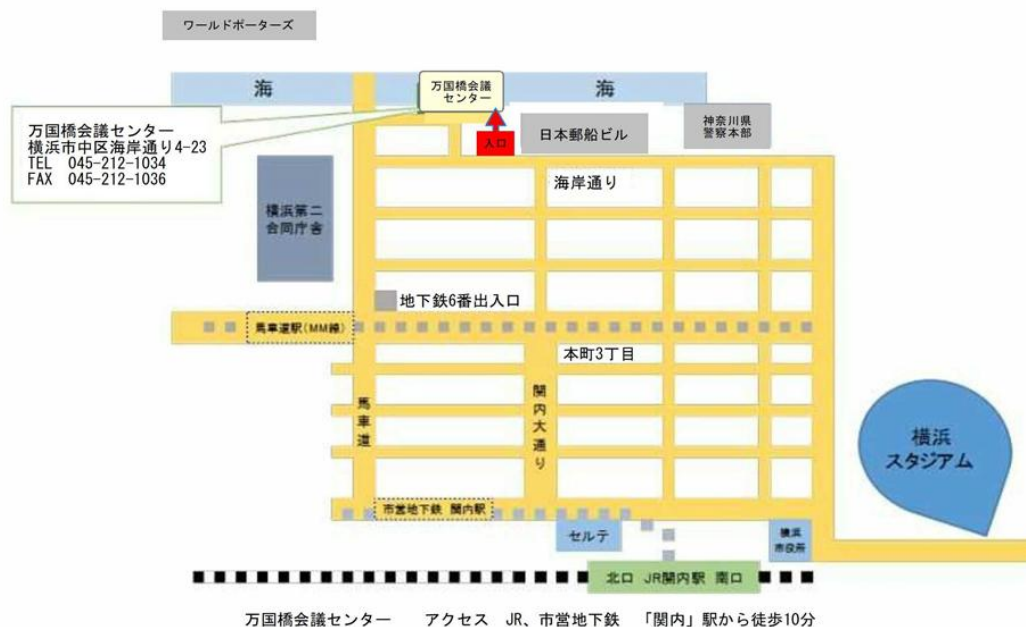 ワールドポーターズ
海
万国橋会議
センター
海
万国橋会議センター
横浜市中区海岸通り4-23
TEL 045-212-1034
FAX 045-212-1036
入口
日本郵船ビル
神奈川県
警察本部
海岸通り
横浜第二
合同庁舎
地下鉄6番出入口
馬車道駅(MM線)
本町3丁目
馬車道
関内大通り
横浜
スタジアム
市営地下鉄 関内駅
セルテ
横浜
市役所
北口 JR関内駅 南口
万国橋会議センター アクセス JR、市営地下鉄 「関内」駅から徒歩10分